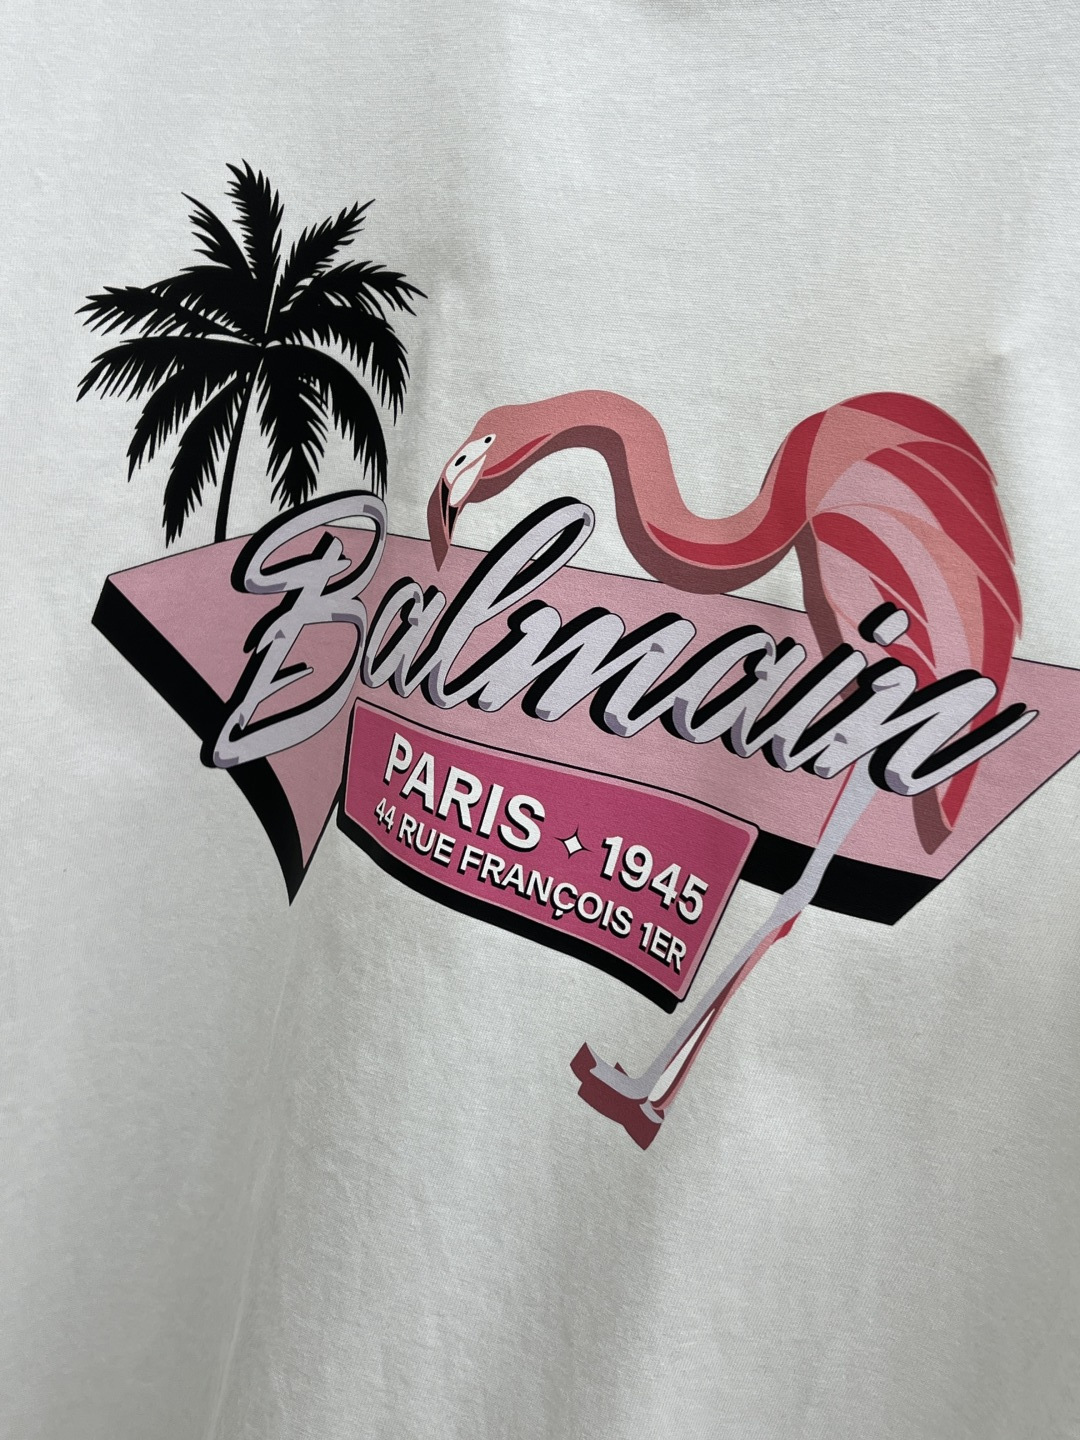 Balmain
PARIS ✧ 1945
44 RUE FRANÇOIS 1ER